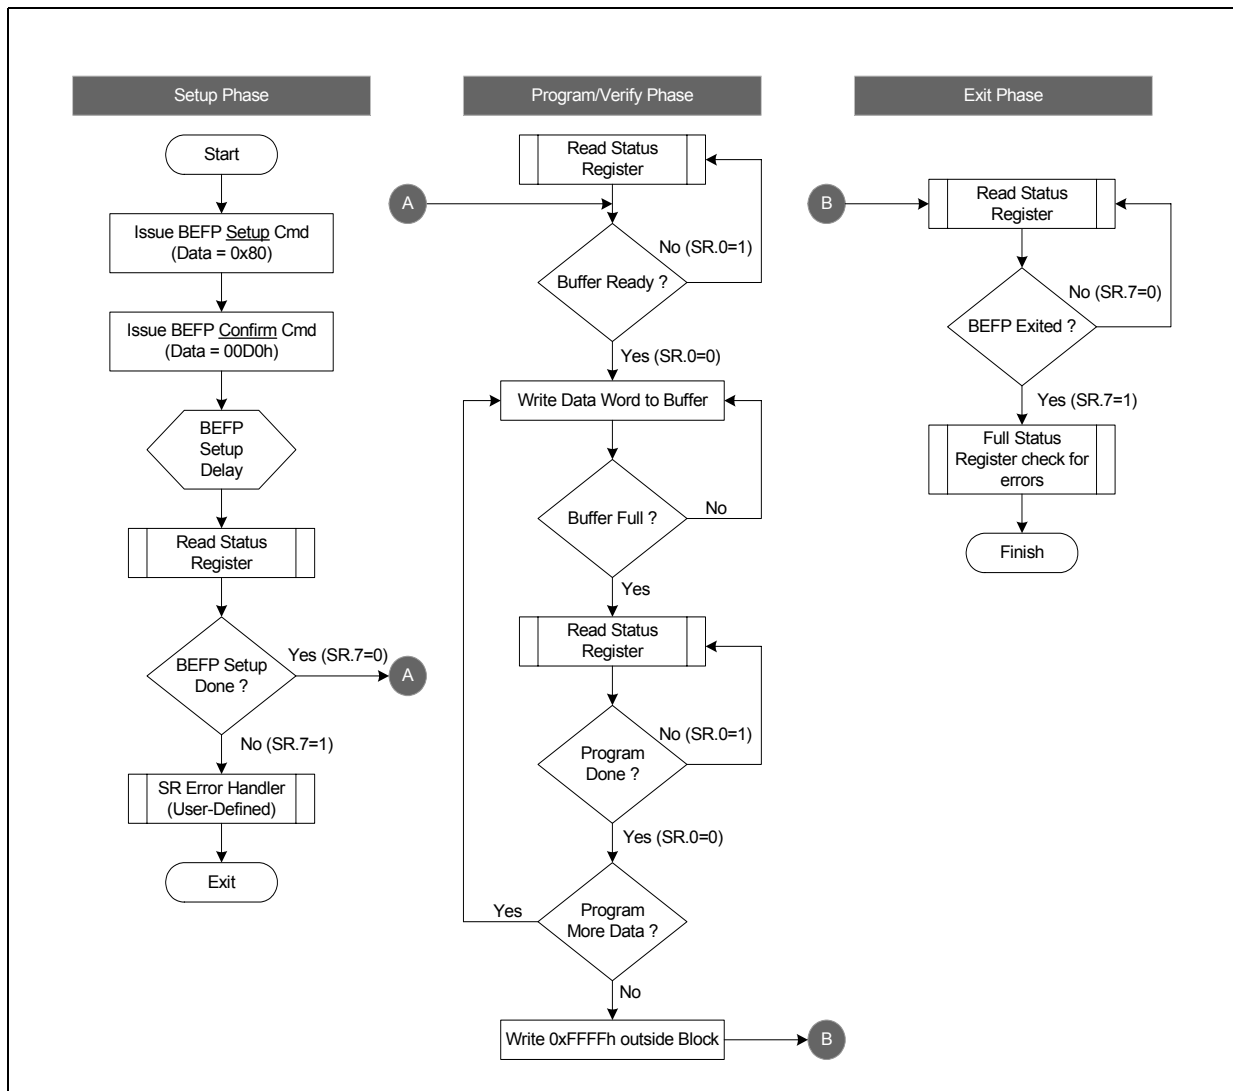 Setup Phase
Start
Issue BEFP Setup Cmd
(Data = 0x80)
Issue BEFP Confirm Cmd
(Data = 00D0h)
BEFP
Setup
Delay
Read Status
Register
BEFP Setup
Done ?
Yes (SR.7=0)
A
No (SR.7=1)
SR Error Handler
(User-Defined)
Exit
Program/Verify Phase
Read Status
Register
A
No (SR.0=1)
Buffer Ready ?
Yes (SR.0=0)
Write Data Word to Buffer
Buffer Full ?
No
Yes
Read Status
Register
No (SR.0=1)
Program
Done ?
Yes (SR.0=0)
Yes
Program
More Data ?
No
Write 0xFFFFh outside Block
B
Exit Phase
B
Read Status
Register
No (SR.7=0)
BEFP Exited ?
Yes (SR.7=1)
Full Status
Register check for
errors
Finish